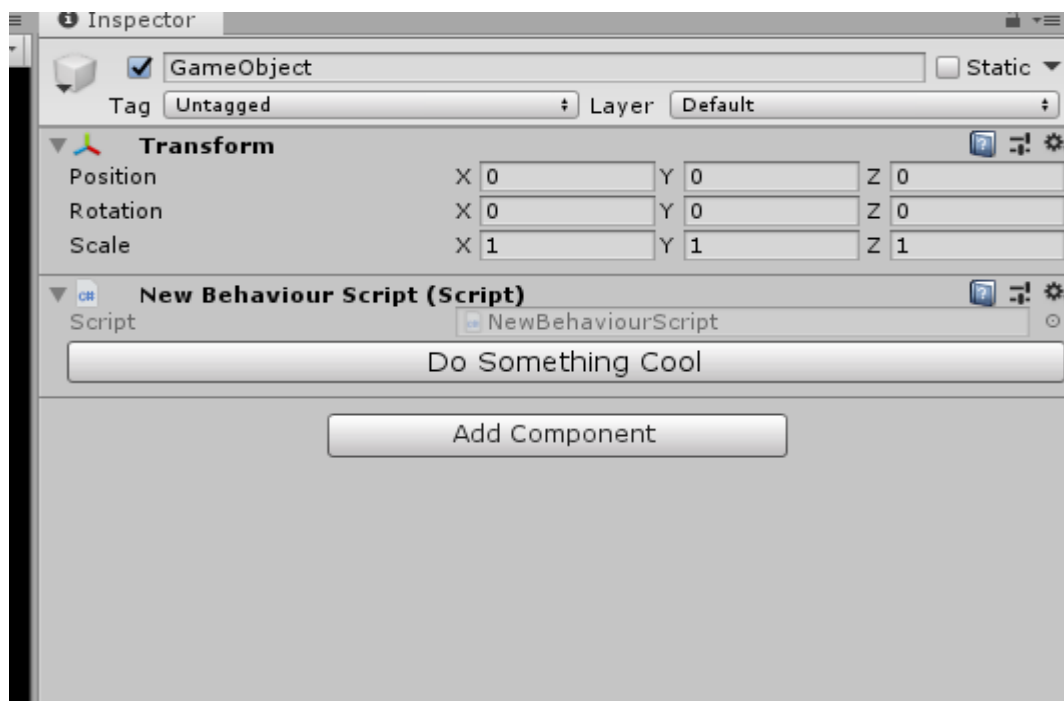 Inspector
GameObject Static
Tag Untagged Layer Default
Transform
Position X 0 Y 0 Z 0
Rotation X 0 Y 0 Z 0
Scale X 1 Y 1 Z 1
C# New Behaviour Script (Script)
Script NewBehaviourScript
Do Something Cool
Add Component